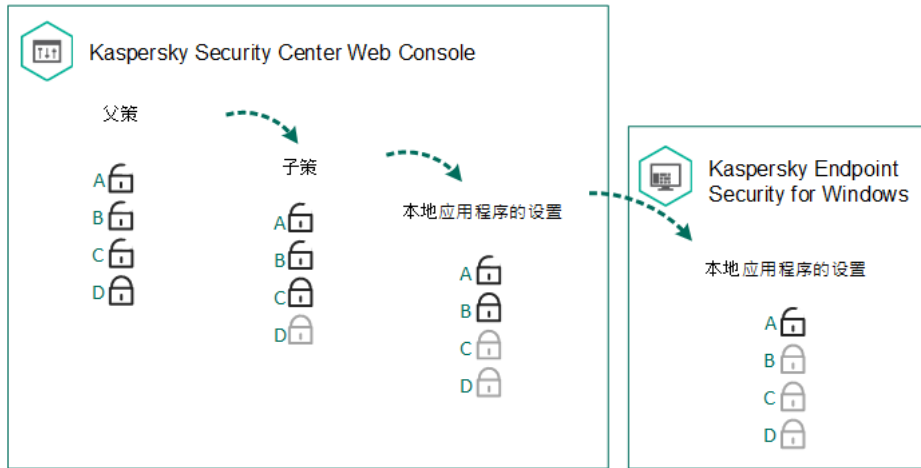 Kaspersky Security Center Web Console
父策
A
B
C
D
子策
A
B
C
D
本地应用程序的设置
A
B
C
D
Kaspersky Endpoint
Security for Windows
本地应用程序的设置
A
B
C
D